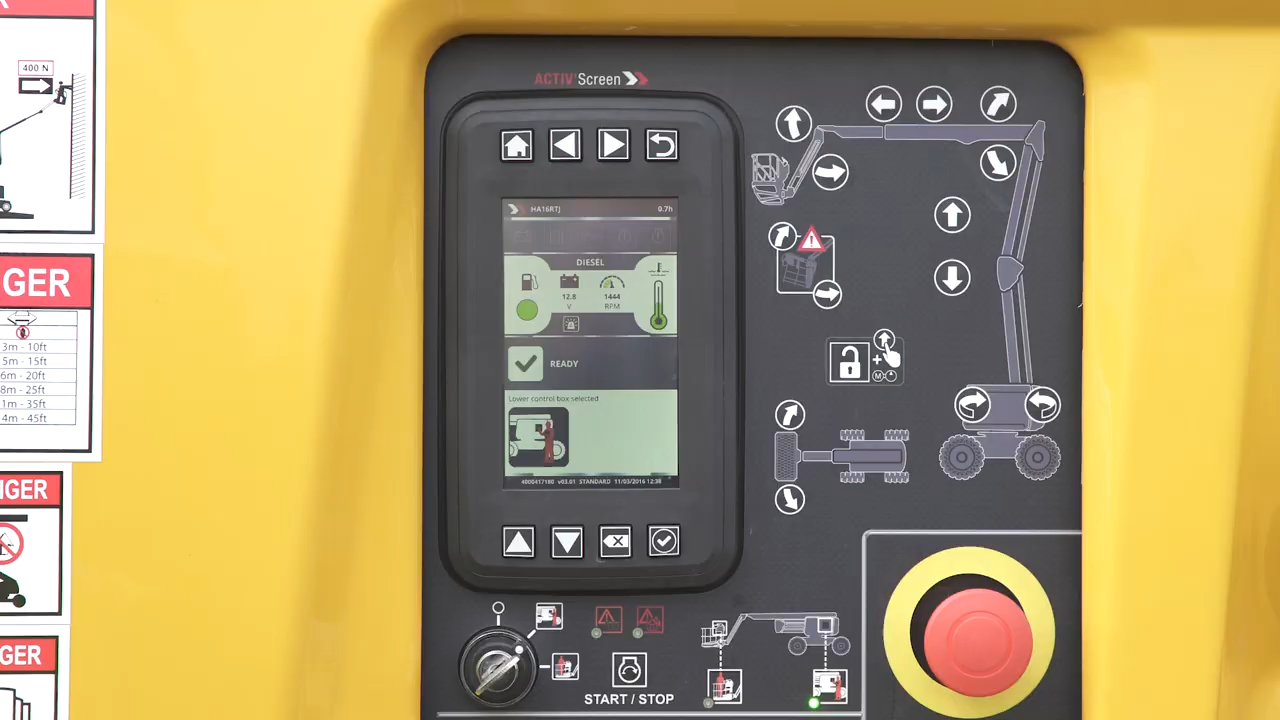 400 N
GER
3m - 10ft
5m - 15ft
6m - 20ft
8m - 25ft
1m - 35ft
4m - 45ft
NGER
GER
ACTIV'Screen
HA16RTJ
0.7h
DIESEL
12.8
V
1444
RPM
READY
Lower control box selected
4000417180 v03.01 STANDARD 11/03/2016 12:38
START / STOP